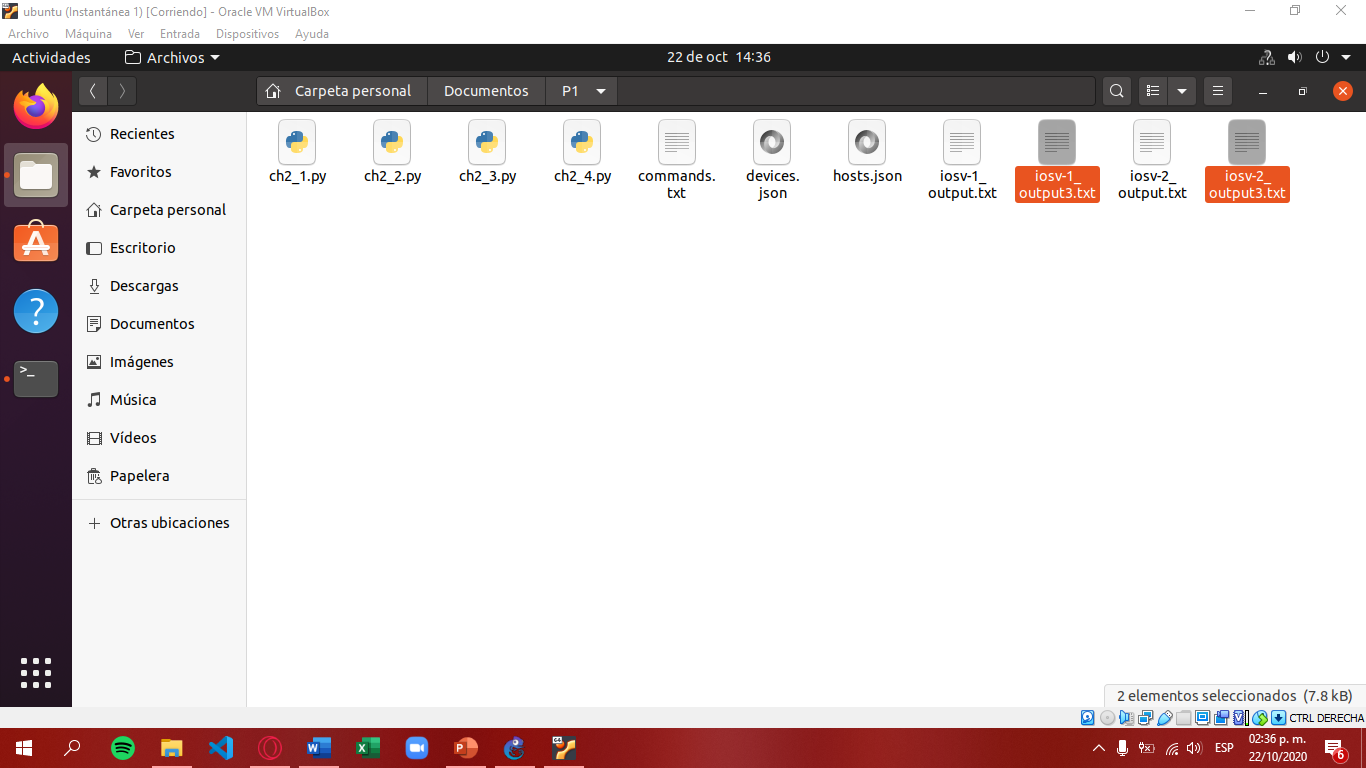 ubuntu (Instantánea 1) [Corriendo] - Oracle VM VirtualBox
Archivo Máquina Ver Entrada Dispositivos Ayuda
Actividades Archivos 22 de oct 14:36
Carpeta personal Documentos P1
Recientes
Favoritos
Carpeta personal
Escritorio
Descargas
Documentos
Imágenes
Música
Vídeos
Papelera
Otras ubicaciones
ch2_1.py
ch2_2.py
ch2_3.py
ch2_4.py
commands.
txt
devices.
json
hosts.json
iosv-1_
output.txt
iosv-1_
output3.txt
iosv-2_
output.txt
iosv-2_
output3.txt
2 elementos seleccionados (7.8 kB)
CTRL DERECHA
ESP
02:36 p. m.
22/10/2020
6